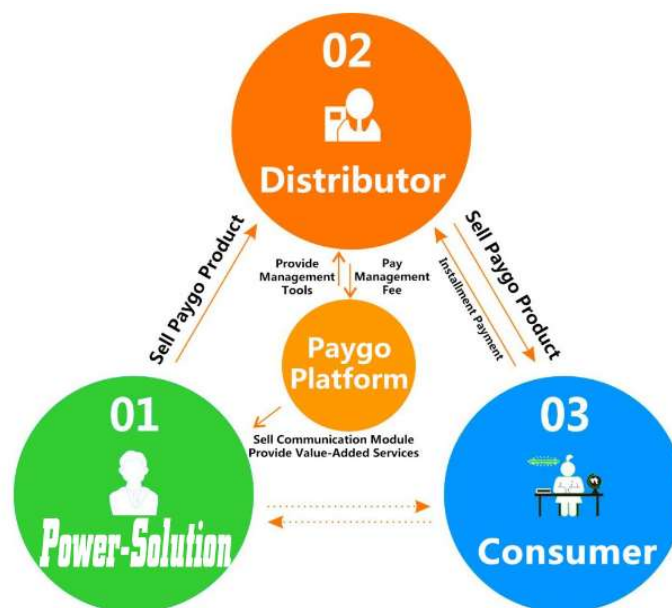 02
Distributor
Sell Paygo Product
Provide
Management
Tools
Pay
Management
Fee
Installment Payment
Sell Paygo Product
Paygo
Platform
01
Power-Solution
Sell Communication Module
Provide Value-Added Services
03
Consumer